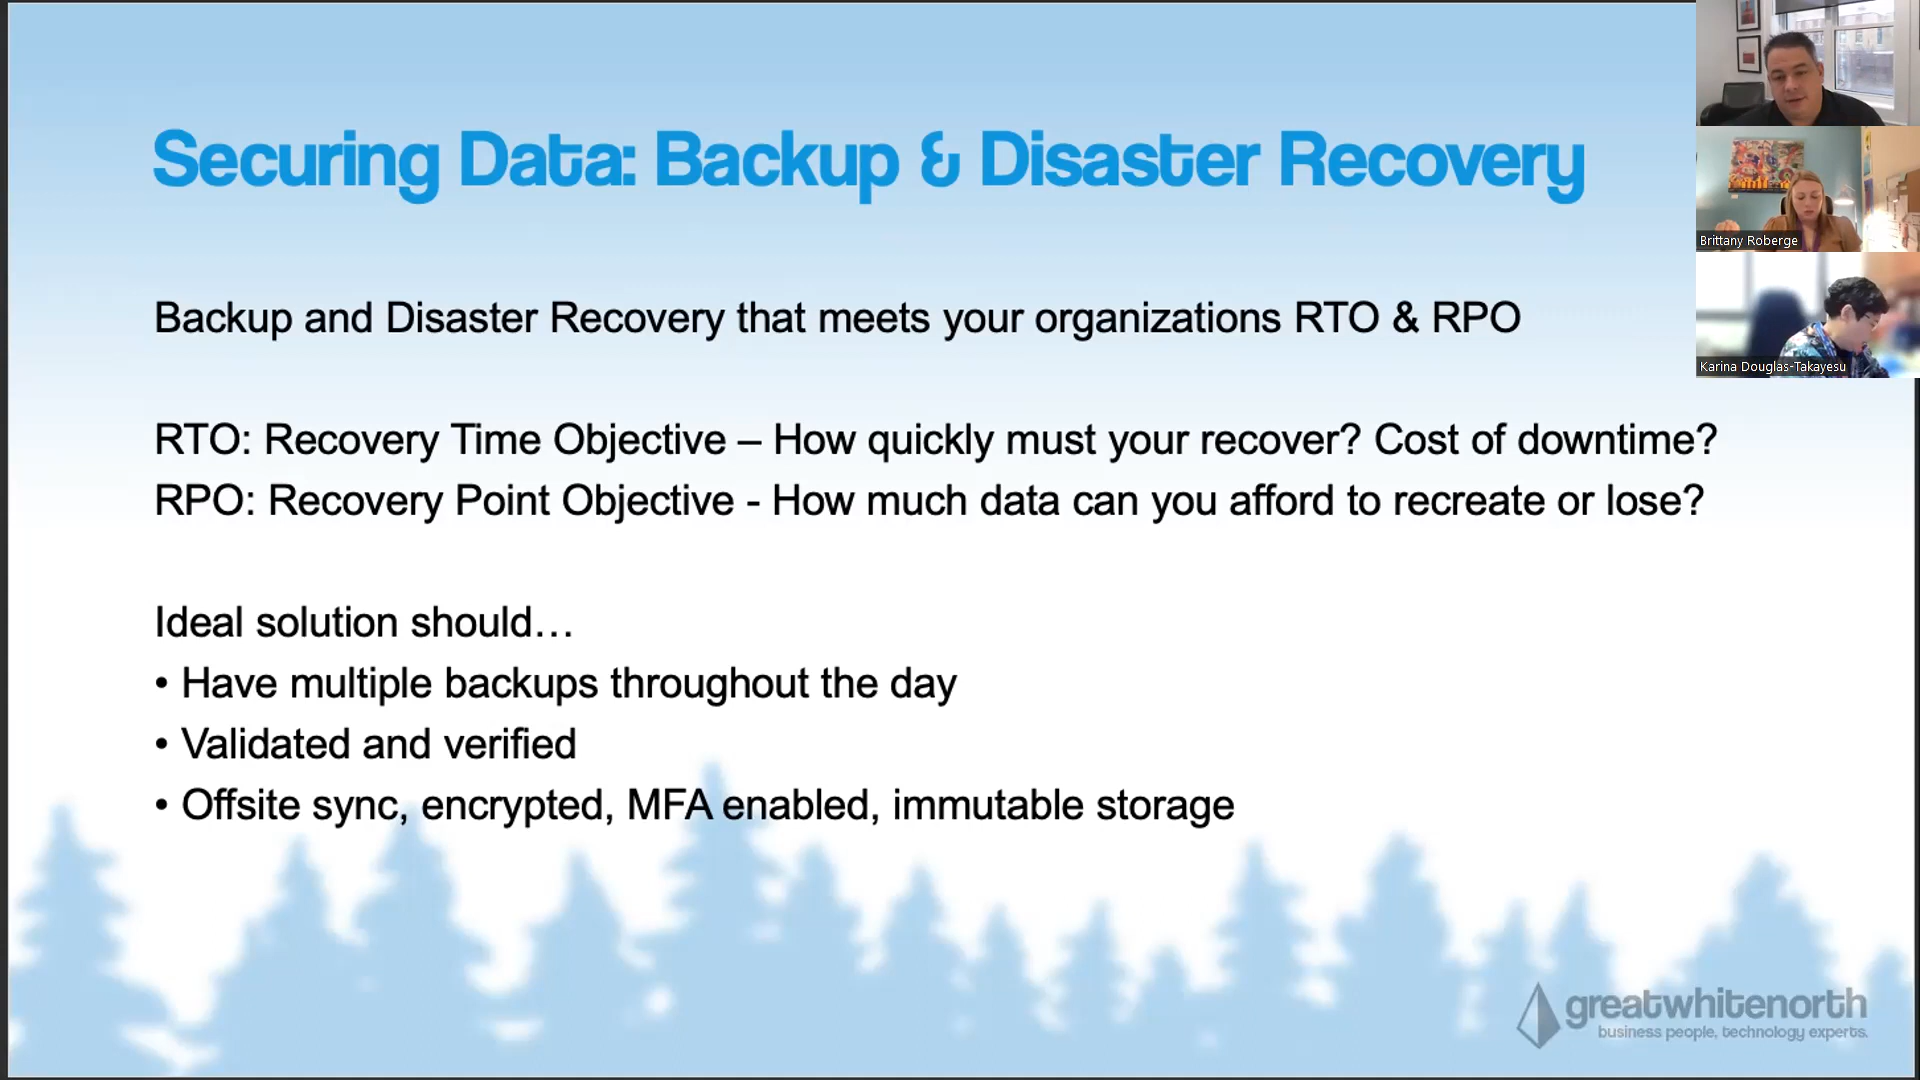 Securing Data: Backup & Disaster Recovery
Backup and Disaster Recovery that meets your organizations RTO & RPO
RTO: Recovery Time Objective – How quickly must your recover? Cost of downtime?
RPO: Recovery Point Objective - How much data can you afford to recreate or lose?
Ideal solution should…
• Have multiple backups throughout the day
• Validated and verified
• Offsite sync, encrypted, MFA enabled, immutable storage
Brittany Roberge
Karina Douglas-Takayesu
greatwhitenorth
business people, technology experts.